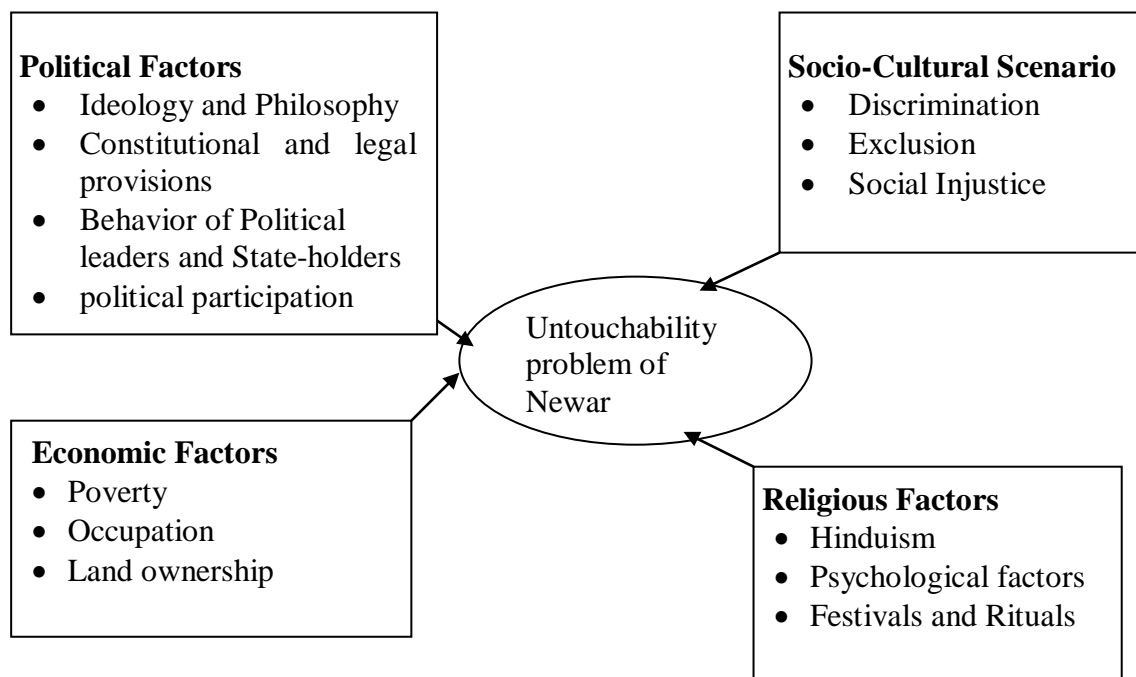 Political Factors
• Ideology and Philosophy
• Constitutional and legal
provisions
• Behavior of Political
leaders and State-holders
• political participation
Socio-Cultural Scenario
• Discrimination
• Exclusion
• Social Injustice
Untouchability
problem of
Newar
Economic Factors
• Poverty
• Occupation
• Land ownership
Religious Factors
• Hinduism
• Psychological factors
• Festivals and Rituals